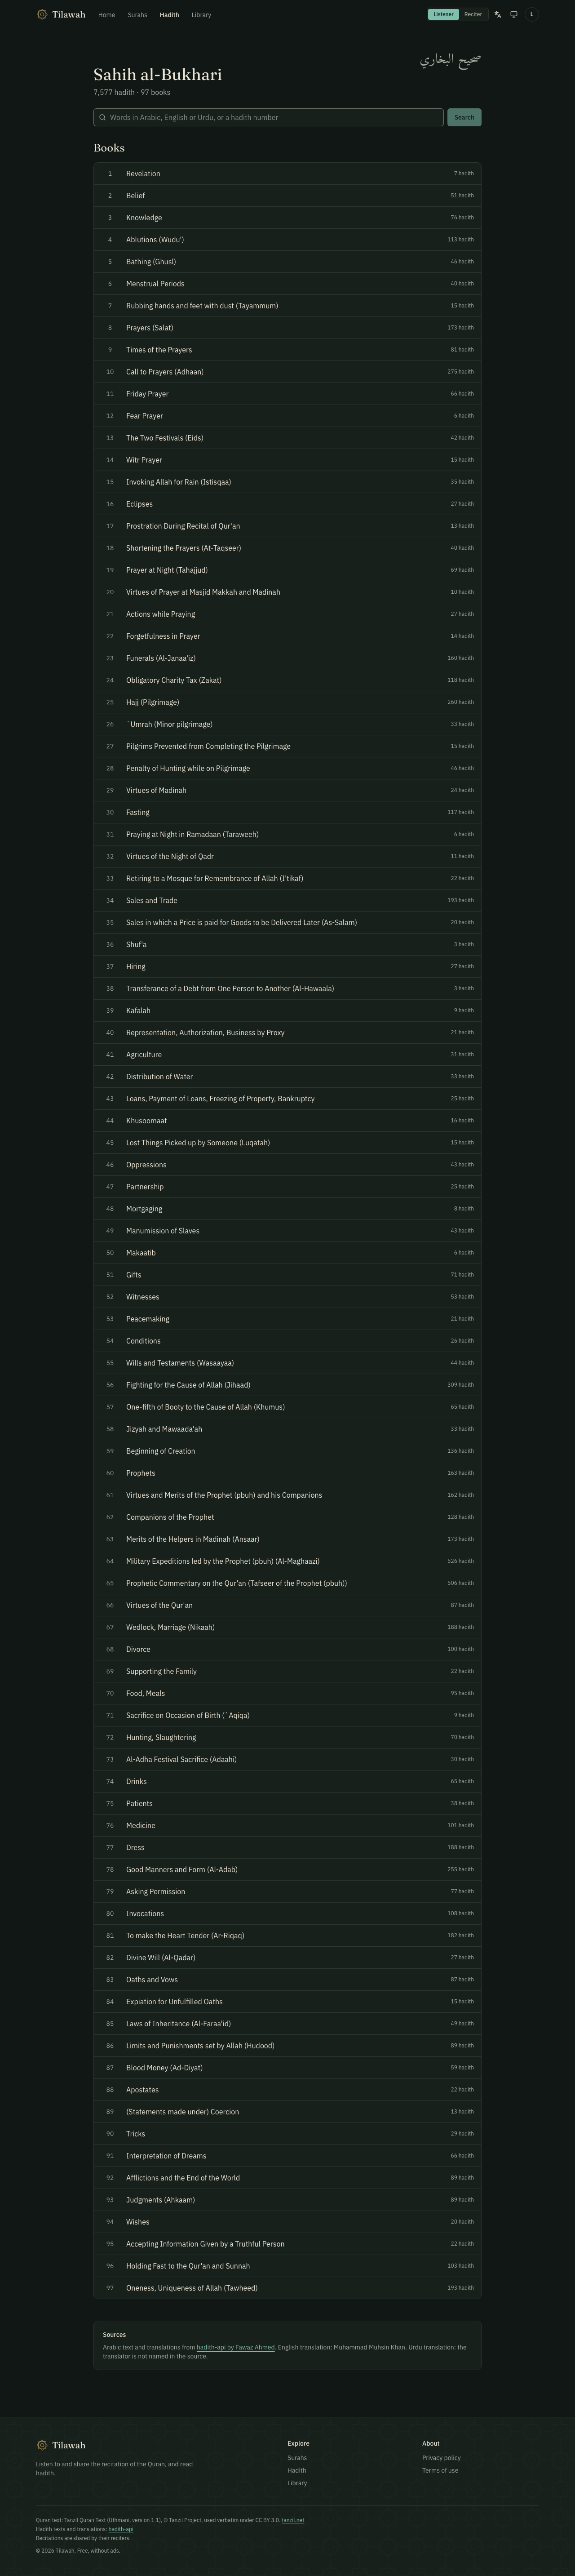 Tilawah Home Surahs Hadith Library Listener Reciter L
صحيح البخاري
Sahih al-Bukhari
7,577 hadith · 97 books
Words in Arabic, English or Urdu, or a hadith number Search
Books
1 Revelation 7 hadith
2 Belief 51 hadith
3 Knowledge 76 hadith
4 Ablutions (Wudu') 113 hadith
5 Bathing (Ghusl) 46 hadith
6 Menstrual Periods 40 hadith
7 Rubbing hands and feet with dust (Tayammum) 15 hadith
8 Prayers (Salat) 173 hadith
9 Times of the Prayers 81 hadith
10 Call to Prayers (Adhaan) 275 hadith
11 Friday Prayer 66 hadith
12 Fear Prayer 6 hadith
13 The Two Festivals (Eids) 42 hadith
14 Witr Prayer 15 hadith
15 Invoking Allah for Rain (Istisqaa) 35 hadith
16 Eclipses 27 hadith
17 Prostration During Recital of Qur'an 13 hadith
18 Shortening the Prayers (At-Taqseer) 40 hadith
19 Prayer at Night (Tahajjud) 69 hadith
20 Virtues of Prayer at Masjid Makkah and Madinah 10 hadith
21 Actions while Praying 27 hadith
22 Forgetfulness in Prayer 14 hadith
23 Funerals (Al-Janaa'iz) 160 hadith
24 Obligatory Charity Tax (Zakat) 118 hadith
25 Hajj (Pilgrimage) 260 hadith
26 `Umrah (Minor pilgrimage) 33 hadith
27 Pilgrims Prevented from Completing the Pilgrimage 15 hadith
28 Penalty of Hunting while on Pilgrimage 46 hadith
29 Virtues of Madinah 24 hadith
30 Fasting 117 hadith
31 Praying at Night in Ramadaan (Taraweeh) 6 hadith
32 Virtues of the Night of Qadr 11 hadith
33 Retiring to a Mosque for Remembrance of Allah (I'tikaf) 22 hadith
34 Sales and Trade 193 hadith
35 Sales in which a Price is paid for Goods to be Delivered Later (As-Salam) 20 hadith
36 Shuf'a 3 hadith
37 Hiring 27 hadith
38 Transferance of a Debt from One Person to Another (Al-Hawaala) 3 hadith
39 Kafalah 9 hadith
40 Representation, Authorization, Business by Proxy 21 hadith
41 Agriculture 31 hadith
42 Distribution of Water 33 hadith
43 Loans, Payment of Loans, Freezing of Property, Bankruptcy 25 hadith
44 Khusoomaat 16 hadith
45 Lost Things Picked up by Someone (Luqatah) 15 hadith
46 Oppressions 43 hadith
47 Partnership 25 hadith
48 Mortgaging 8 hadith
49 Manumission of Slaves 43 hadith
50 Makaatib 6 hadith
51 Gifts 71 hadith
52 Witnesses 53 hadith
53 Peacemaking 21 hadith
54 Conditions 26 hadith
55 Wills and Testaments (Wasaayaa) 44 hadith
56 Fighting for the Cause of Allah (Jihaad) 309 hadith
57 One-fifth of Booty to the Cause of Allah (Khumus) 65 hadith
58 Jizyah and Mawaada'ah 33 hadith
59 Beginning of Creation 136 hadith
60 Prophets 163 hadith
61 Virtues and Merits of the Prophet (pbuh) and his Companions 162 hadith
62 Companions of the Prophet 128 hadith
63 Merits of the Helpers in Madinah (Ansaar) 173 hadith
64 Military Expeditions led by the Prophet (pbuh) (Al-Maghaazi) 526 hadith
65 Prophetic Commentary on the Qur'an (Tafseer of the Prophet (pbuh)) 506 hadith
66 Virtues of the Qur'an 87 hadith
67 Wedlock, Marriage (Nikaah) 188 hadith
68 Divorce 100 hadith
69 Supporting the Family 22 hadith
70 Food, Meals 95 hadith
71 Sacrifice on Occasion of Birth (`Aqiqa) 9 hadith
72 Hunting, Slaughtering 70 hadith
73 Al-Adha Festival Sacrifice (Adaahi) 30 hadith
74 Drinks 65 hadith
75 Patients 38 hadith
76 Medicine 101 hadith
77 Dress 188 hadith
78 Good Manners and Form (Al-Adab) 255 hadith
79 Asking Permission 77 hadith
80 Invocations 108 hadith
81 To make the Heart Tender (Ar-Riqaq) 182 hadith
82 Divine Will (Al-Qadar) 27 hadith
83 Oaths and Vows 87 hadith
84 Expiation for Unfulfilled Oaths 15 hadith
85 Laws of Inheritance (Al-Faraa'id) 49 hadith
86 Limits and Punishments set by Allah (Hudood) 89 hadith
87 Blood Money (Ad-Diyat) 59 hadith
88 Apostates 22 hadith
89 (Statements made under) Coercion 13 hadith
90 Tricks 29 hadith
91 Interpretation of Dreams 66 hadith
92 Afflictions and the End of the World 89 hadith
93 Judgments (Ahkaam) 89 hadith
94 Wishes 20 hadith
95 Accepting Information Given by a Truthful Person 22 hadith
96 Holding Fast to the Qur'an and Sunnah 103 hadith
97 Oneness, Uniqueness of Allah (Tawheed) 193 hadith
Sources
Arabic text and translations from hadith-api by Fawaz Ahmed. English translation: Muhammad Muhsin Khan. Urdu translation: the
translator is not named in the source.
Tilawah Explore About
Listen to and share the recitation of the Quran, and read
hadith.
Surahs Privacy policy
Hadith Terms of use
Library
Quran text: Tanzil Quran Text (Uthmani, version 1.1), © Tanzil Project, used verbatim under CC BY 3.0. tanzil.net
Hadith texts and translations: hadith-api
Recitations are shared by their reciters.
© 2026 Tilawah. Free, without ads.